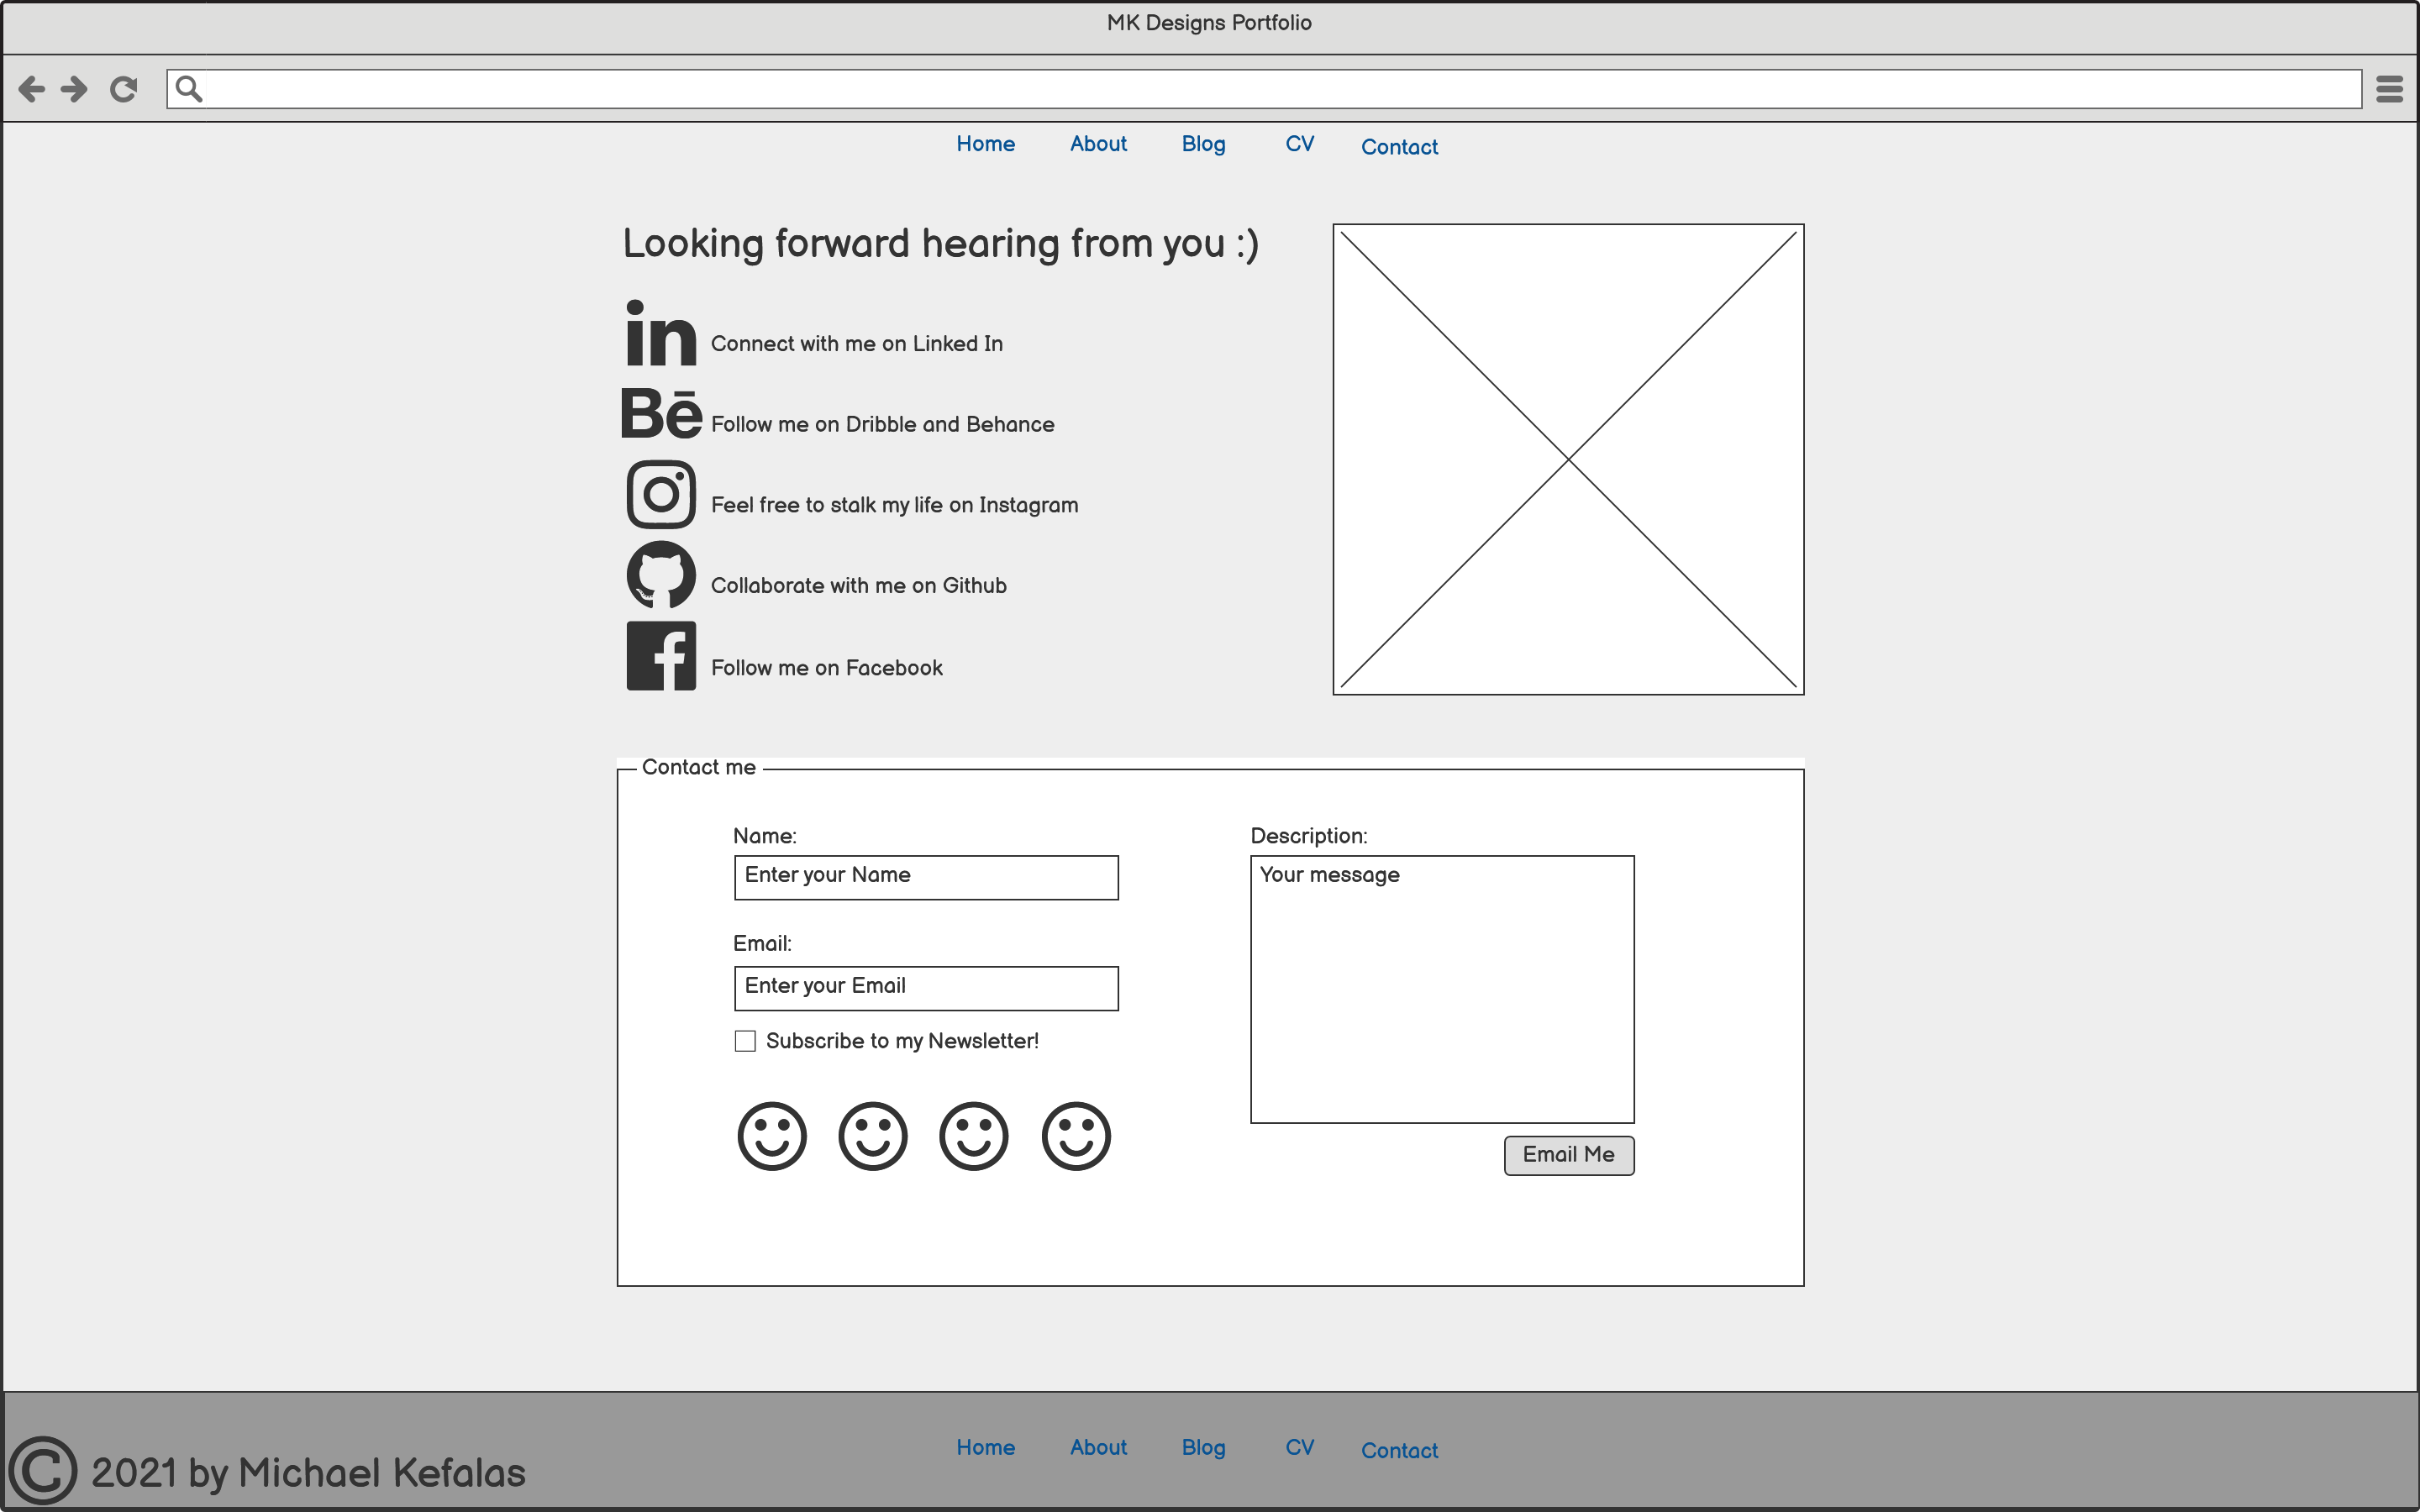 MK Designs Portfolio
Home About Blog CV Contact
Looking forward hearing from you :)
in Connect with me on Linked In
Bē Follow me on Dribble and Behance
Feel free to stalk my life on Instagram
Collaborate with me on Github
f Follow me on Facebook
Contact me
Name:
Enter your Name
Email:
Enter your Email
Subscribe to my Newsletter!
Description:
Your message
Email Me
© 2021 by Michael Kefalas
Home About Blog CV Contact